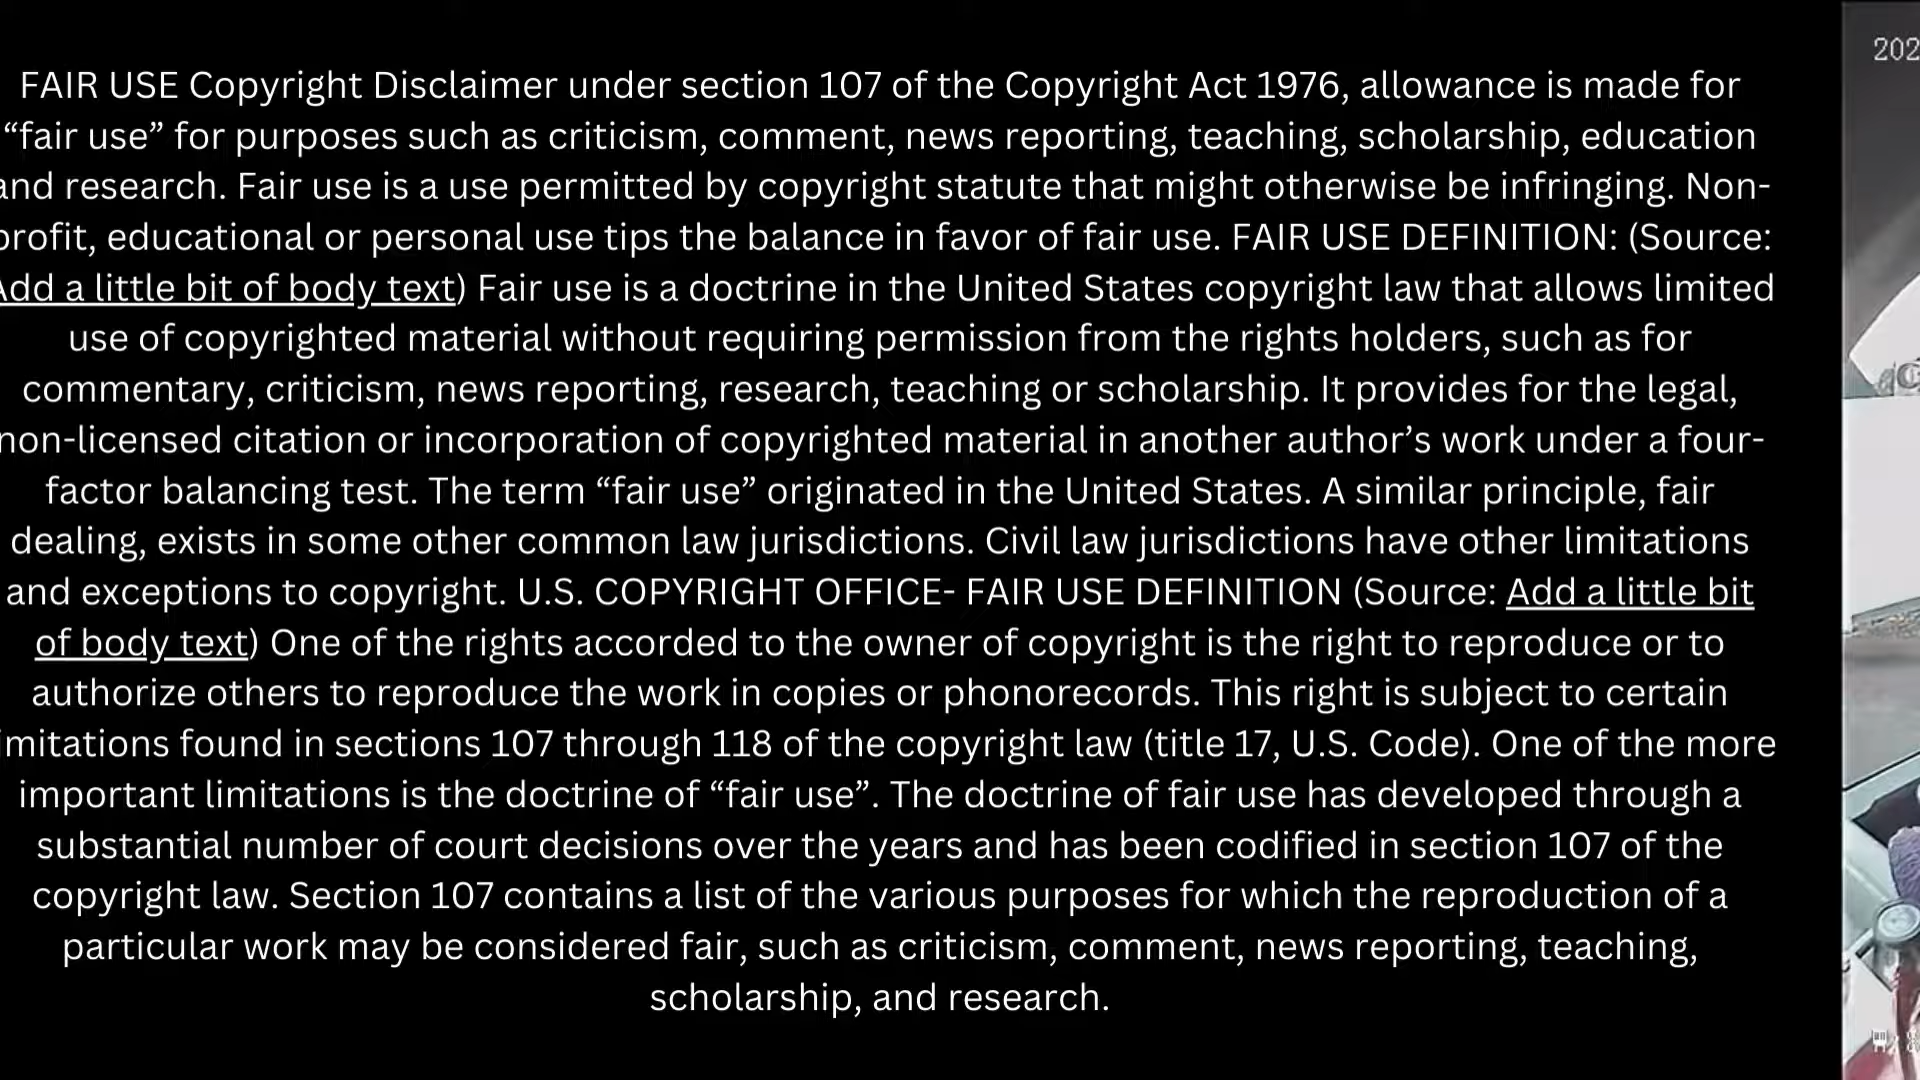 FAIR USE Copyright Disclaimer under section 107 of the Copyright Act 1976, allowance is made for
“fair use” for purposes such as criticism, comment, news reporting, teaching, scholarship, education
and research. Fair use is a use permitted by copyright statute that might otherwise be infringing. Non-
profit, educational or personal use tips the balance in favor of fair use. FAIR USE DEFINITION: (Source:
Add a little bit of body text) Fair use is a doctrine in the United States copyright law that allows limited
use of copyrighted material without requiring permission from the rights holders, such as for
commentary, criticism, news reporting, research, teaching or scholarship. It provides for the legal,
non-licensed citation or incorporation of copyrighted material in another author’s work under a four-
factor balancing test. The term “fair use” originated in the United States. A similar principle, fair
dealing, exists in some other common law jurisdictions. Civil law jurisdictions have other limitations
and exceptions to copyright. U.S. COPYRIGHT OFFICE- FAIR USE DEFINITION (Source: Add a little bit
of body text) One of the rights accorded to the owner of copyright is the right to reproduce or to
authorize others to reproduce the work in copies or phonorecords. This right is subject to certain
imitations found in sections 107 through 118 of the copyright law (title 17, U.S. Code). One of the more
important limitations is the doctrine of “fair use”. The doctrine of fair use has developed through a
substantial number of court decisions over the years and has been codified in section 107 of the
copyright law. Section 107 contains a list of the various purposes for which the reproduction of a
particular work may be considered fair, such as criticism, comment, news reporting, teaching,
scholarship, and research.
202